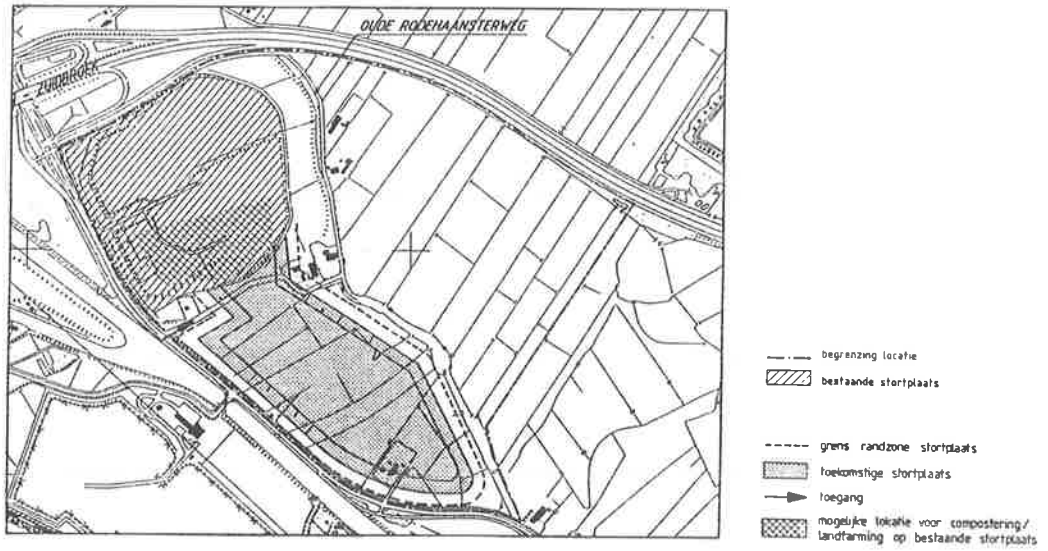 OUDE RODEHAANSTERWEG
ZUIDBROEK
begrenzing locatie
bestaande stortplaats
grens randzone stortplaats
toekomstige stortplaats
toegang
mogelijke lokatie voor compostering/
landfarming op bestaande stortplaats